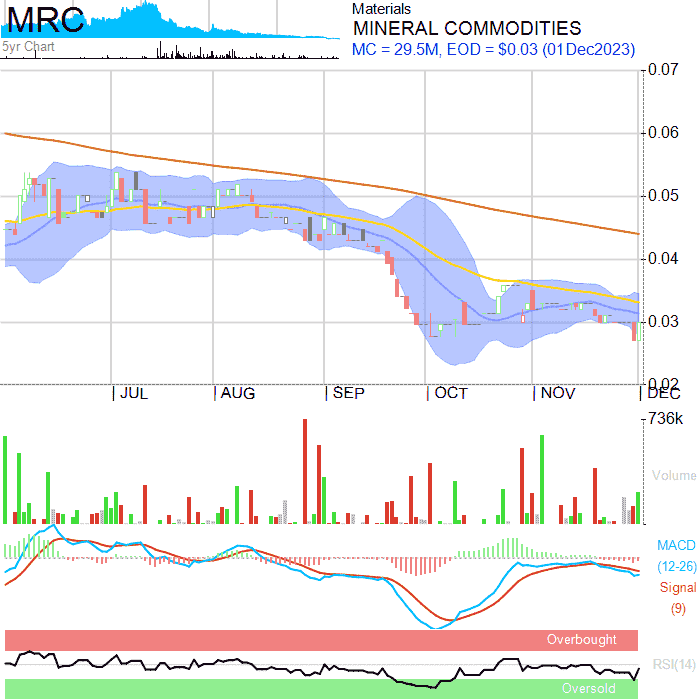 MRC
5yr Chart
Materials
MINERAL COMMODITIES
MC = 29.5M, EOD = $0.03 (01Dec2023)
0.07
0.06
0.05
0.04
0.03
0.02
JUL AUG SEP OCT NOV DEC
736k
Volume
MACD
(12-26)
Signal
(9)
Overbought
RSI(14)
Oversold